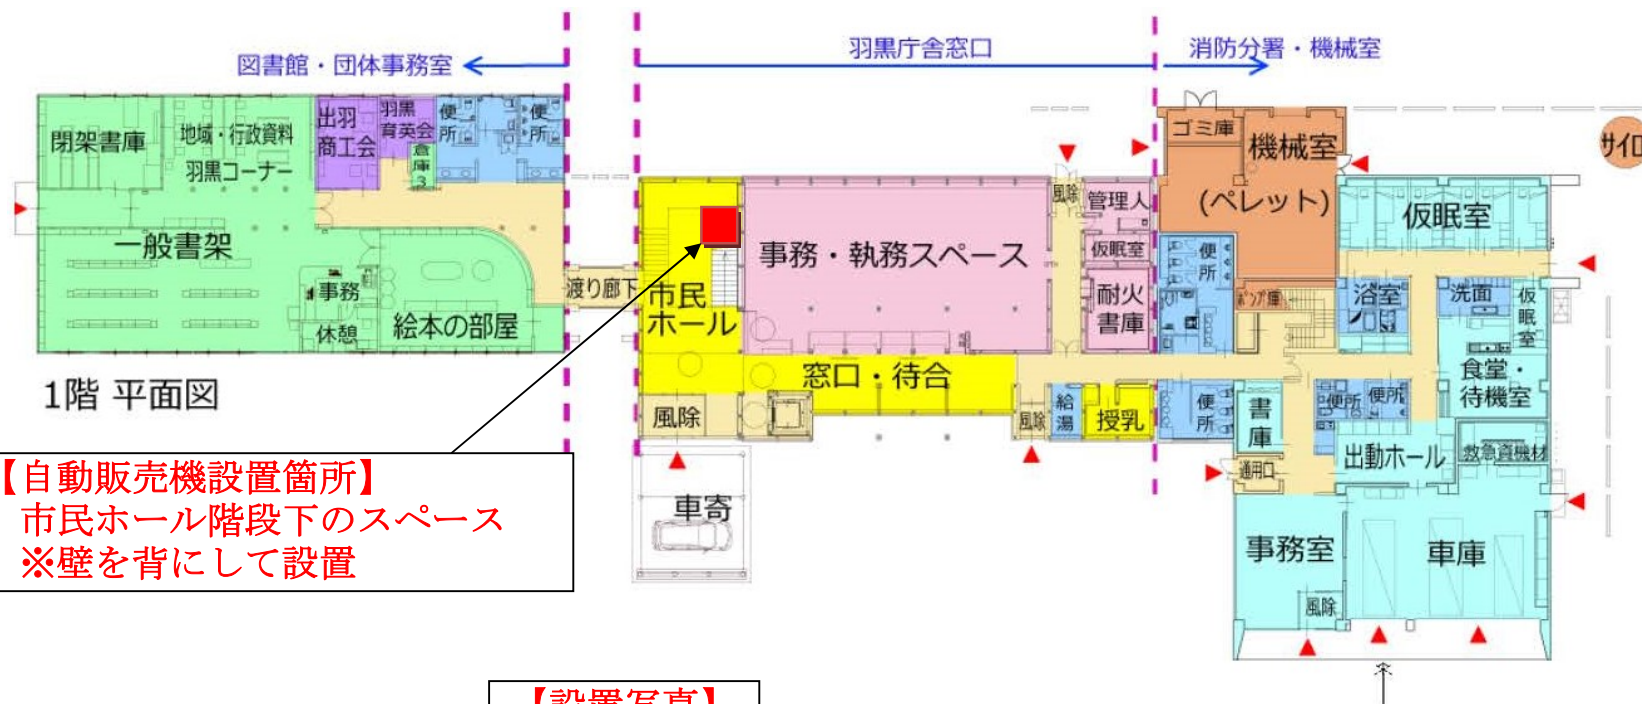 図書館・団体事務室
羽黒庁舎窓口
消防分署・機械室
閉架書庫
地域・行政資料
羽黒コーナー
出羽
商工会
羽黒
育英会
倉庫3
便所
便所
一般書架
事務
休憩
絵本の部屋
渡り廊下
市民
ホール
事務・執務スペース
風除
管理人
仮眠室
耐火
書庫
窓口・待合
風除
風除
給湯
授乳
車寄
ゴミ庫
機械室
(ペレット)
サイロ
便所
ポンプ庫
仮眠室
浴室
洗面
仮眠室
食堂・
待機室
便所
書庫
便所
便所
出動ホール
救急資機材
通用口
事務室
風除
車庫
1階 平面図
【自動販売機設置箇所】
市民ホール階段下のスペース
※壁を背にして設置
【設置写真】